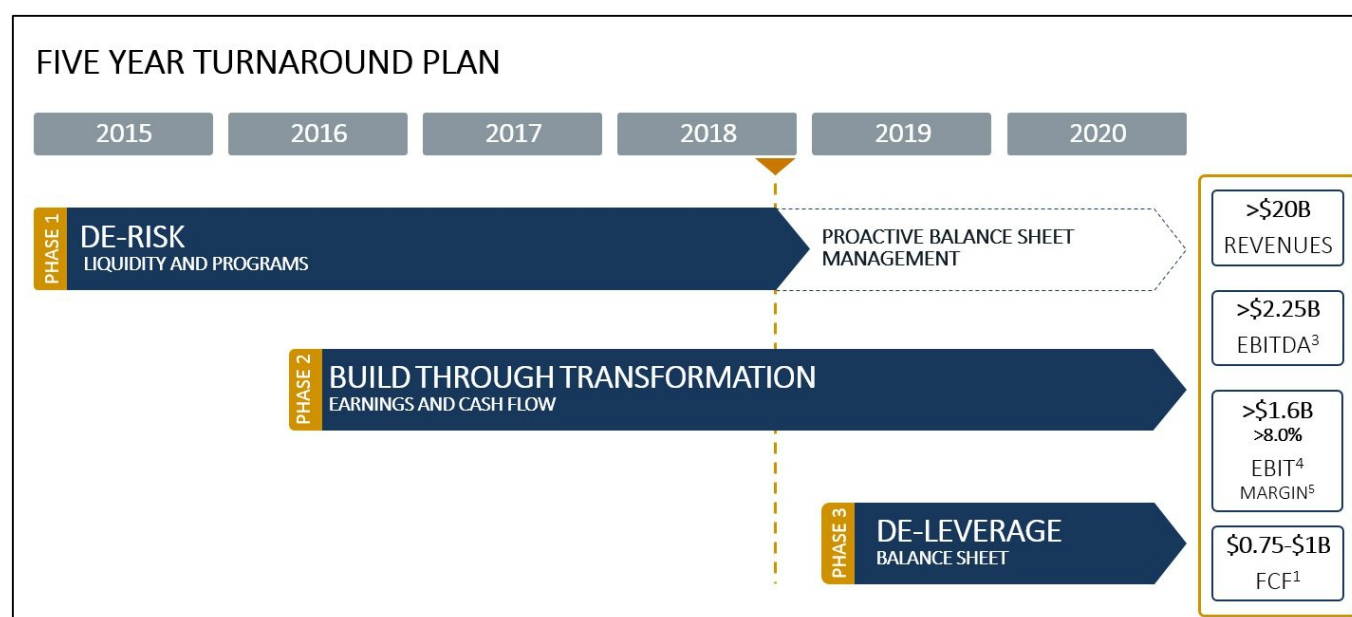 FIVE YEAR TURNAROUND PLAN
2015 2016 2017 2018 2019 2020
PHASE 1
DE-RISK
LIQUIDITY AND PROGRAMS
PROACTIVE BALANCE SHEET
MANAGEMENT
PHASE 2
BUILD THROUGH TRANSFORMATION
EARNINGS AND CASH FLOW
PHASE 3
DE-LEVERAGE
BALANCE SHEET
>$20B
REVENUES
>$2.25B
EBITDA³
>$1.6B
>8.0%
EBIT⁴
MARGIN⁵
$0.75-$1B
FCF¹